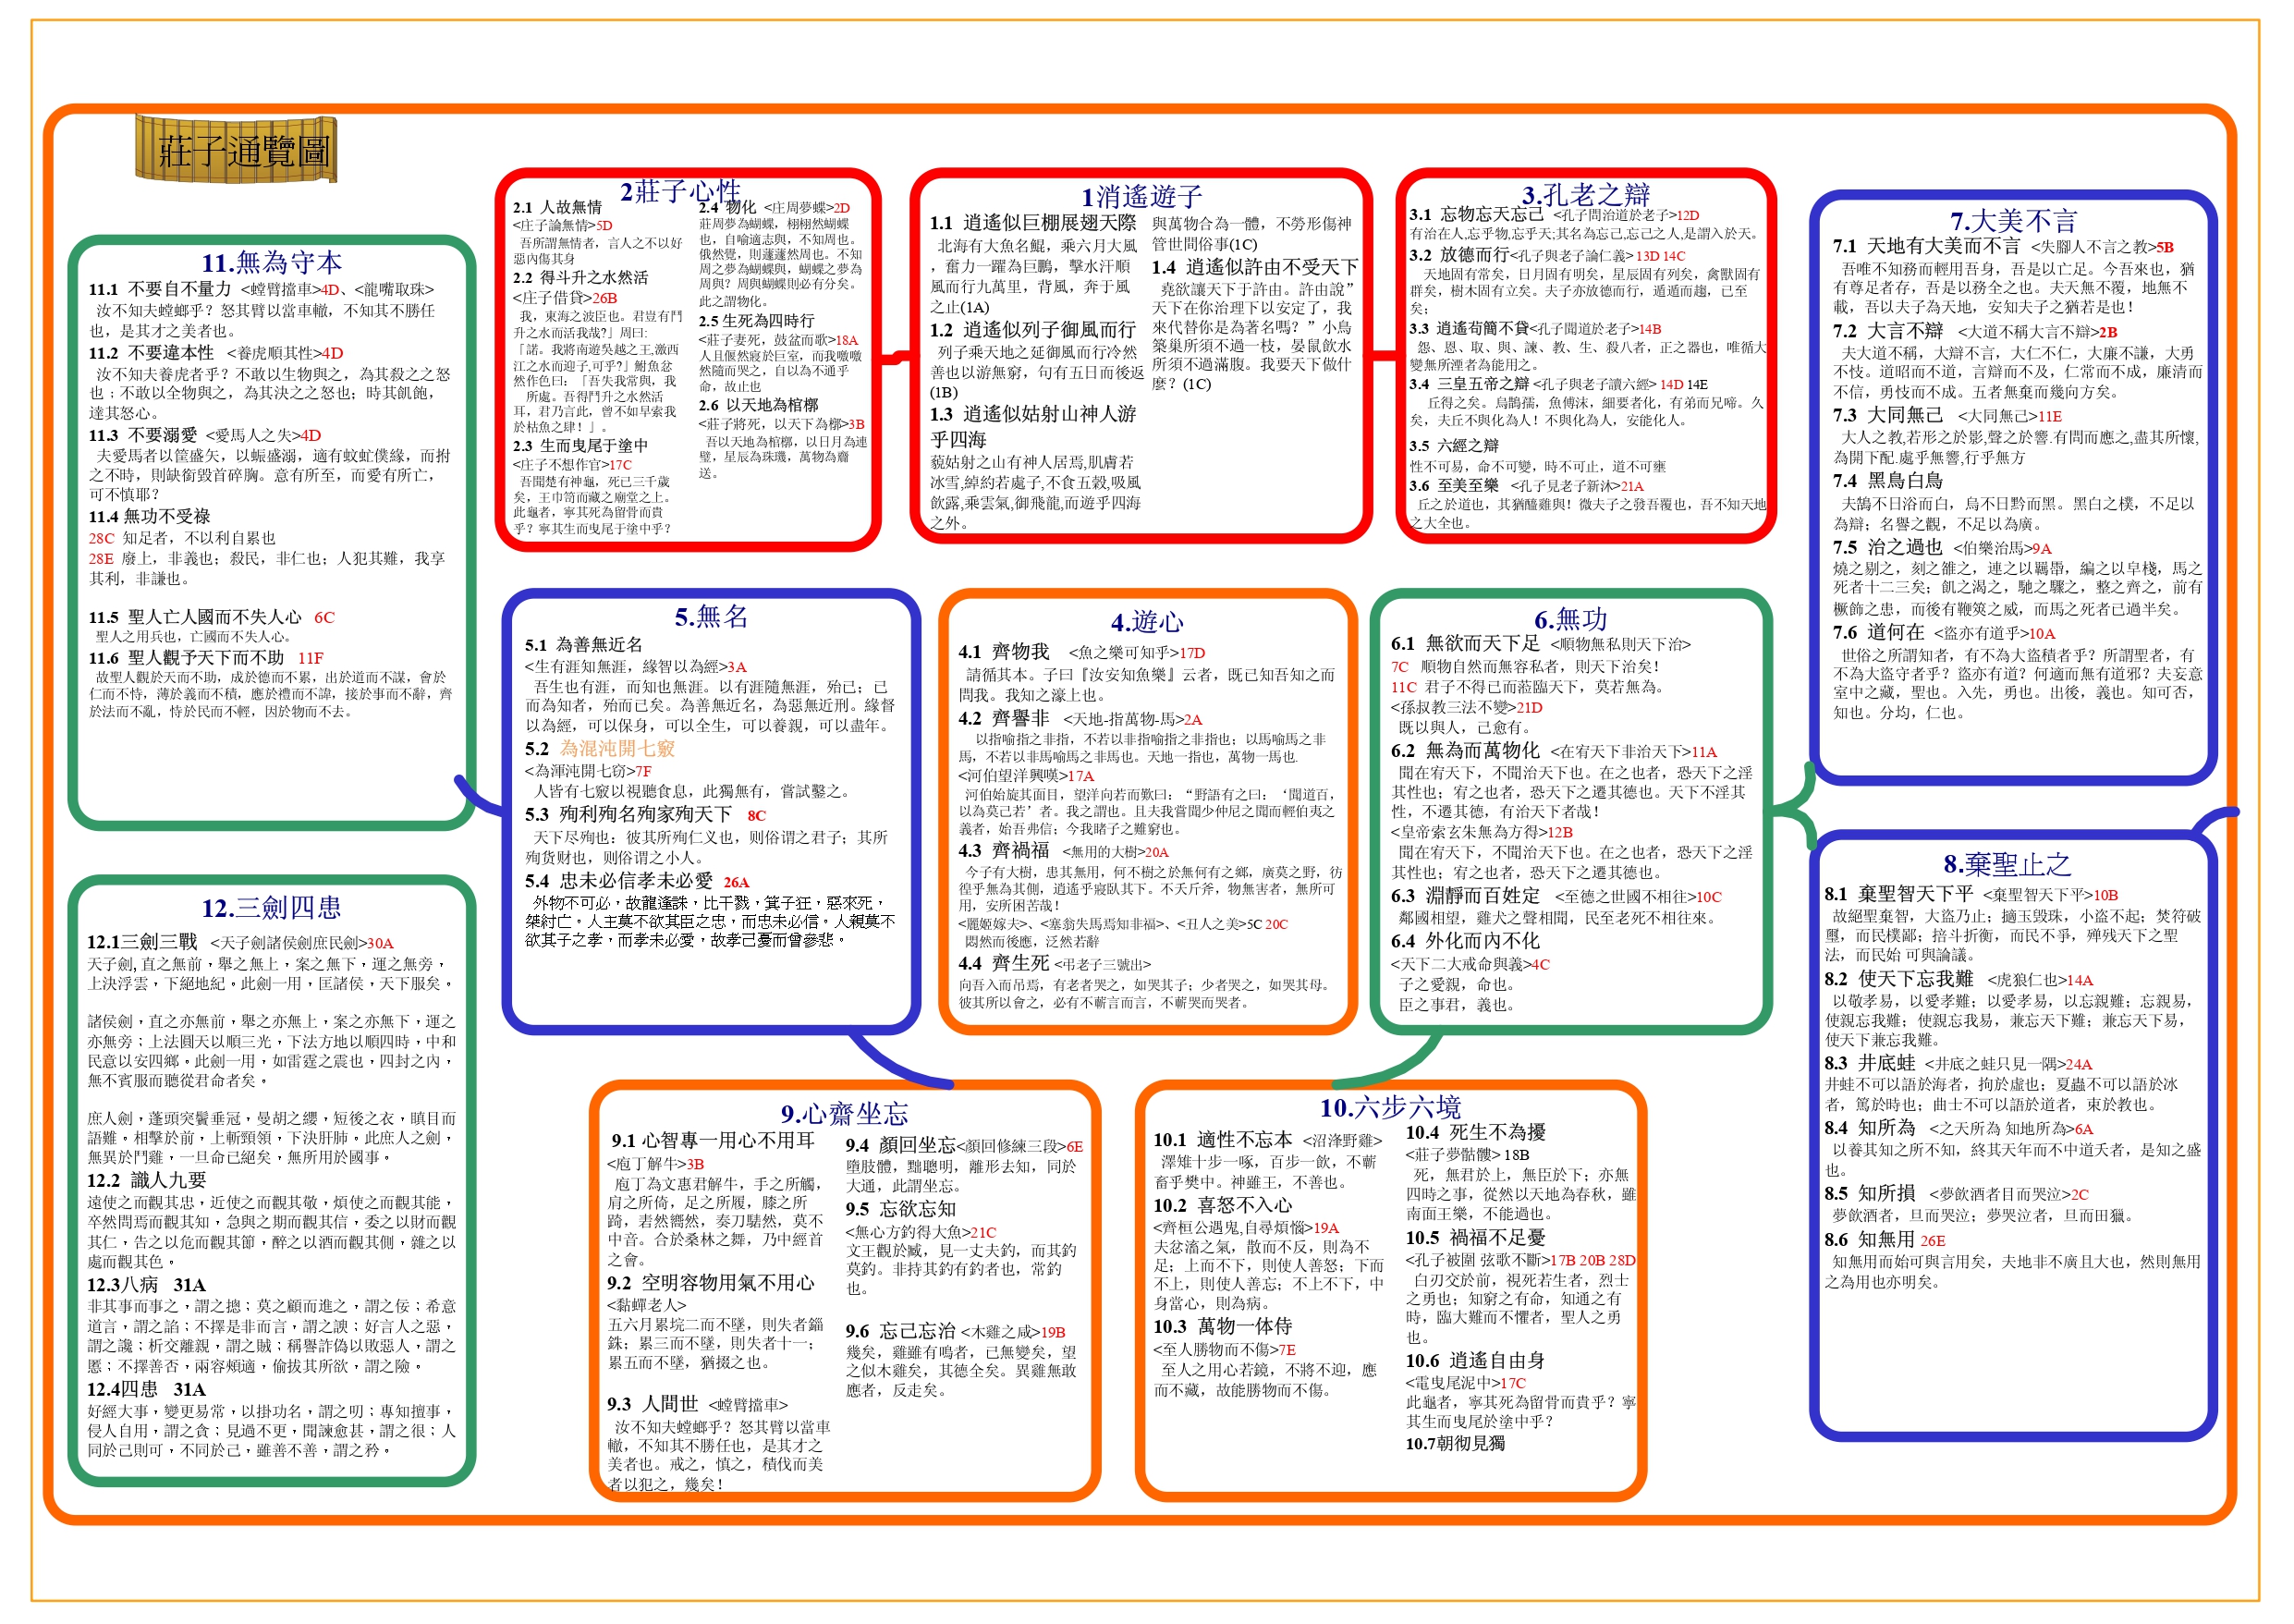 莊子通覽圖
2莊子心性
2.1 人故無情
<庄子論無情>5D
吾所謂無情者，言人之不以好
惡內傷其身
2.2 得斗升之水然活
<庄子借貸>26B
我，東海之波臣也。君豈有鬥
升之水而活我哉?」周曰:
「諾。我將南遊吳越之王,激西
江之水而迎子,可乎?」鮒魚忿
然作色曰: 「吾失我常與，我
所處。吾得鬥升之水然活
耳，君乃言此，曾不如早索我
於枯魚之肆! 」。
2.3 生而曳尾于塗中
<庄子不想作官>17C
吾聞楚有神龜，死已三千歲
矣，王巾笥而藏之廟堂之上。
此龜者，寧其死為留骨而貴
乎? 寧其生而曳尾于塗中乎?
2.4 物化 <庄周夢蝶>2D
莊周夢為蝴蝶，栩栩然蝴蝶
也，自喻適志與，不知周也。
俄然覺，則蘧蘧然周也。不知
周之夢為蝴蝶與，蝴蝶之夢為
周與? 周與蝴蝶則必有分矣。
此之謂物化。
2.5 生死為四時行
<莊子妻死，鼓盆而歌>18A
人且偃然寢於巨室，而我噭噭
然隨而哭之，自以為不通乎
命，故止也
2.6 以天地為棺槨
<莊子將死，以天下為槨>3B
吾以天地為棺槨，以日月為連
璧，星辰為珠璣，萬物為齎
送。
1消遙遊子
1.1 逍遙似巨棚展翅天際
北海有大魚名鯤，乘六月大風
，奮力一躍為巨鵬，擊水汗順
風而行九萬里，背風，奔于風
之止(1A)
1.2 逍遙似列子御風而行
列子乘天地之延御風而行冷然
善也以游無窮，句有五日而後返
(1B)
1.3 逍遙似姑射山神人游
乎四海
藐姑射之山有神人居焉,肌膚若
冰雪,綽約若處子,不食五穀,吸風
飲露,乘雲氣,御飛龍,而遊乎四海
之外。
與萬物合為一體，不勞形傷神
管世間俗事(1C)
1.4 逍遙似許由不受天下
堯欲讓天下于許由。許由說”
天下在你治理下以安定了，我
來代替你是為著名嗎? ” 小鳥
築巢所須不過一枝，晏鼠飲水
所須不過滿腹。我要天下做什
麼? (1C)
3.孔老之辯
3.1 忘物忘天忘己 <孔子問治道於老子>12D
有治在人,忘乎物,忘乎天;其名為忘己,忘己之人,是謂入於天。
3.2 放德而行<孔子與老子論仁義> 13D 14C
天地固有常矣，日月固有明矣，星辰固有列矣，禽獸固有
群矣，樹木固有立矣。夫子亦放德而行，遁遁而趨，已至
矣;
3.3 逍遙苟簡不貸<孔子聞道於老子>14B
怨、恩、取、與、諫、教、生、殺八者，正之器也，唯循大
變無所湮者為能用之。
3.4 三皇五帝之辯 <孔子與老子讀六經> 14D 14E
丘得之矣。烏鵲孺，魚傅沫，細要者化，有弟而兄啼。久
矣，夫丘不與化為人! 不與化為人，安能化人。
3.5 六經之辯
性不可易，命不可變，時不可止，道不可雍
3.6 至美至樂 <孔子見老子新沐>21A
丘之於道也，其猶醯雞與! 微夫子之發吾覆也，吾不知天地
之大全也。
7.大美不言
7.1 天地有大美而不言 <失腳人不言之教>5B
吾唯不知務而輕用吾身，吾是以亡足。今吾來也，猶
有尊足者存，吾是以務全之也。夫天無不覆，地無不
載，吾以夫子為天地，安知夫子之猶若是也!
7.2 大言不辯 <大道不稱大言不辯>2B
夫大道不稱，大辯不言，大仁不仁，大廉不謙，大勇
不忮。道昭而不道，言辯而不及，仁常而不成，廉清而
不信，勇忮而不成。五者無棄而幾向方矣。
7.3 大同無己 <大同無己>11E
大人之教,若形之於影,聲之於響.有問而應之,盡其所懷,
為開下配.處乎無響,行乎無方
7.4 黑鳥白鳥
夫鵠不日浴而白，烏不日黔而黑。黑白之樸，不足以
為辯；名譽之觀，不足以為廣。
7.5 治之過也 <伯樂治馬>9A
燒之剔之，刻之雒之，連之以羈馽，編之以皁棧，馬之
死者十二三矣；飢之渴之，馳之驟之，整之齊之，前有
橛飾之患，而後有鞭筴之威，而馬之死者已過半矣。
7.6 道何在 <盜亦有道乎>10A
世俗之所謂知者，有不為大盜積者乎? 所謂聖者，有
不為大盜守者乎? 盜亦有道? 何適而無有道邪? 夫妄意
室中之藏，聖也。入先，勇也。出後，義也。知可否，
知也。分均，仁也。
11.無為守本
11.1 不要自不量力 <螳臂擋車>4D、<龍嘴取珠>
汝不知夫螳螂乎? 怒其臂以當車轍，不知其不勝任
也，是其才之美者也。
11.2 不要違本性 <養虎順其性>4D
汝不知夫養虎者乎? 不敢以生物與之，為其殺之之怒
也；不敢以全物與之，為其決之之怒也；時其飢飽，
達其怒心。
11.3 不要溺愛 <愛馬人之失>4D
夫愛馬者以筐盛矢，以蜄盛溺，適有蚊虻僕緣，而拊
之不時，則缺銜毀首碎胸。意有所至，而愛有所亡，
可不慎耶?
11.4 無功不受祿
28C 知足者，不以利自累也
28E 廢上，非義也；殺民，非仁也；人犯其難，我享
其利，非謙也。
11.5 聖人亡人國而不失人心 6C
聖人之用兵也，亡國而不失人心。
11.6 聖人觀予天下而不助 11F
故聖人觀於天而不助，成於德而不累，出於道而不謀，會於
仁而不恃，薄於義而不積，應於禮而不諱，接於事而不辭，齊
於法而不亂，恃於民而不輕，因於物而不去。
5.無名
5.1 為善無近名
<生有涯知無涯，緣智以為經>3A
吾生也有涯，而知也無涯。以有涯隨無涯，殆已；已
而為知者，殆而已矣。為善無近名，為惡無近刑。緣督
以為經，可以保身，可以全生，可以養親，可以盡年。
5.2 為混沌開七竅
<為渾沌開七窃>7F
人皆有七竅以視聽食息，此獨無有，嘗試鑿之。
5.3 殉利殉名殉家殉天下 8C
天下尽殉也：彼其所殉仁义也，则俗谓之君子；其所
殉货财也，则俗谓之小人。
5.4 忠未必信孝未必愛 26A
外物不可必，故龍逢誅，比干戮，箕子狂，惡來死，
桀紂亡。人主莫不欲其臣之忠，而忠未必信。人親莫不
欲其子之孝，而孝未必愛，故孝己憂而曾參悲。
4.遊心
4.1 齊物我 <魚之樂可知乎>17D
請循其本。子曰『汝安知魚樂』云者，既已知吾知之而
問我。我知之濠上也。
4.2 齊譽非 <天地-指萬物-馬>2A
以指喻指之非指，不若以非指喻指之非指也；以馬喻馬之非
馬，不若以非馬喻馬之非馬也。天地一指也，萬物一馬也.
<河伯望洋興嘆>17A
河伯始旋其面目，望洋向若而歎曰：“野語有之曰：‘聞道百，
以為莫己若’者。我之謂也。且夫我嘗聞少仲尼之聞而輕伯夷之
義者，始吾弗信；今我睹子之難窮也。
4.3 齊禍福 <無用的大樹>20A
今子有大樹，患其無用，何不樹之於無何有之鄉，廣莫之野，彷
徨乎無為其側，逍遙乎寢臥其下。不夭斤斧，物無害者，無所可
用，安所困苦哉!
<麗姬嫁夫>、<塞翁失馬焉知非福>、<丑人之美>5C 20C
悶然而後應，泛然若辭
4.4 齊生死 <弔老子三號出>
向吾入而吊焉，有老者哭之，如哭其子；少者哭之，如哭其母。
彼其所以會之，必有不蘄言而言，不蘄哭而哭者。
6.無功
6.1 無欲而天下足 <順物無私則天下治>
7C 順物自然而無容私者，則天下治矣!
11C 君子不得已而蒞臨天下，莫若無為。
<孫叔教三法不變>21D
既以與人，己愈有。
6.2 無為而萬物化 <在宥天下非治天下>11A
聞在宥天下，不聞治天下也。在之也者，恐天下之淫
其性也；宥之也者，恐天下之遷其德也。天下不淫其
性，不遷其德，有治天下者哉!
<皇帝索玄朱無為方得>12B
聞在宥天下，不聞治天下也。在之也者，恐天下之淫
其性也；宥之也者，恐天下之遷其德也。
6.3 淵靜而百姓定 <至德之世國不相往>10C
鄰國相望，雞犬之聲相聞，民至老死不相往來。
6.4 外化而內不化
<天下二大戒命與義>4C
子之愛親，命也。
臣之事君，義也。
8.棄聖止之
8.1 棄聖智天下平 <棄聖智天下平>10B
故絕聖棄智，大盜乃止；擿玉毀珠，小盜不起；焚符破
璽，而民樸鄙；掊斗折衡，而民不爭，殫残天下之聖
法，而民始 可與論議。
8.2 使天下忘我難 <虎狼仁也>14A
以敬孝易，以愛孝難；以愛孝易，以忘親難；忘親易，
使親忘我難；使親忘我易，兼忘天下難；兼忘天下易，
使天下兼忘我難。
8.3 井底蛙 <井底之蛙只見一隅>24A
井蛙不可以語於海者，拘於虛也；夏蟲不可以語於冰
者，篤於時也；曲士不可以語於道者，束於教也。
8.4 知所為 <之天所為 知地所為>6A
以養其知之所不知，終其天年而不中道夭者，是知之盛
也。
8.5 知所損 <夢飲酒者目而哭泣>2C
夢飲酒者，旦而哭泣；夢哭泣者，旦而田獵。
8.6 知無用 26E
知無用而始可與言用矣，夫地非不廣且大也，然則無用
之為用也亦明矣。
12.三劍四患
12.1三劍三戰 <天子劍諸侯劍庶民劍>30A
天子劍, 直之無前，舉之無上，案之無下，運之無旁，
上決浮雲，下絕地紀。此劍一用，匡諸侯，天下服矣。
諸侯劍，直之亦無前，舉之亦無上，案之亦無下，運之
亦無旁；上法圓天以順三光，下法方地以順四時，中和
民意以安四鄉。此劍一用，如雷霆之震也，四封之內，
無不賓服而聽從君命者矣。
庶人劍，蓬頭突鬢垂冠，曼胡之纓，短後之衣，瞋目而
語難。相擊於前，上斬頸領，下決肝肺。此庶人之劍，
無異於鬥雞，一旦命已絕矣，無所用於國事。
12.2 識人九要
遠使之而觀其忠，近使之而觀其敬，煩使之而觀其能，
卒然問焉而觀其知，急與之期而觀其信，委之以財而觀
其仁，告之以危而觀其節，醉之以酒而觀其側，雜之以
處而觀其色。
12.3八病 31A
非其事而事之，謂之摠；莫之顧而進之，謂之佞；希意
道言，謂之諂；不擇是非而言，謂之諛；好言人之惡，
謂之讒；析交離親，謂之賊；稱譽詐偽以敗惡人，謂之
慝；不擇善否，兩容頰適，偷拔其所欲，謂之險。
12.4四患 31A
好經大事，變更易常，以掛功名，謂之叨；專知擅事，
侵人自用，謂之貪；見過不更，聞諫愈甚，謂之很；人
同於己則可，不同於己，雖善不善，謂之矜。
9.心齋坐忘
9.1 心智專一用心不用耳
<庖丁解牛>3B
庖丁為文惠君解牛，手之所觸，
肩之所倚，足之所履，膝之所
踦，砉然嚮然，奏刀騞然，莫不
中音。合於桑林之舞，乃中經首
之會。
9.2 空明容物用氣不用心
<黏蟬老人>
五六月累垸二而不墜，則失者錙
銖；累三而不墜，則失者十一；
累五而不墜，猶掇之也。
9.3 人間世 <螳臂擋車>
汝不知夫螳螂乎? 怒其臂以當車
轍，不知其不勝任也，是其才之
美者也。戒之，慎之，積伐而美
者以犯之，幾矣!
9.4 顏回坐忘<顏回修練三段>6E
墮肢體，黜聰明，離形去知，同於
大通，此謂坐忘。
9.5 忘欲忘知
<無心方釣得大魚>21C
文王觀於臧，見一丈夫釣，而其釣
莫釣。非持其釣有釣者也，常釣
也。
9.6 忘己忘治 <木雞之成>19B
幾矣，雞雖有鳴者，已無變矣，望
之似木雞矣，其德全矣。異雞無敢
應者，反走矣。
10.六步六境
10.1 適性不忘本 <沼洚野雞>
澤雉十步一啄，百步一飲，不蘄
畜乎樊中。神雖王，不善也。
10.2 喜怒不入心
<齊桓公遇鬼,自尋煩惱>19A
夫忿滀之氣，散而不反，則為不
足；上而不下，則使人善怒；下而
不上，則使人善忘；不上不下，中
身當心，則為病。
10.3 萬物一体侍
<至人勝物而不傷>7E
至人之用心若鏡，不將不迎，應
而不藏，故能勝物而不傷。
10.4 死生不為擾
<莊子夢骷髏> 18B
死，無君於上，無臣於下；亦無
四時之事，從然以天地為春秋，雖
南面王樂，不能過也。
10.5 禍福不足憂
<孔子被圍 弦歌不斷>17B 20B 28D
白刃交於前，視死若生者，烈士
之勇也；知窮之有命，知通之有
時，臨大難而不懼者，聖人之勇
也。
10.6 逍遙自由身
<電曳尾泥中>17C
此龜者，寧其死為留骨而貴乎? 寧
其生而曳尾於塗中乎?
10.7朝彻見獨